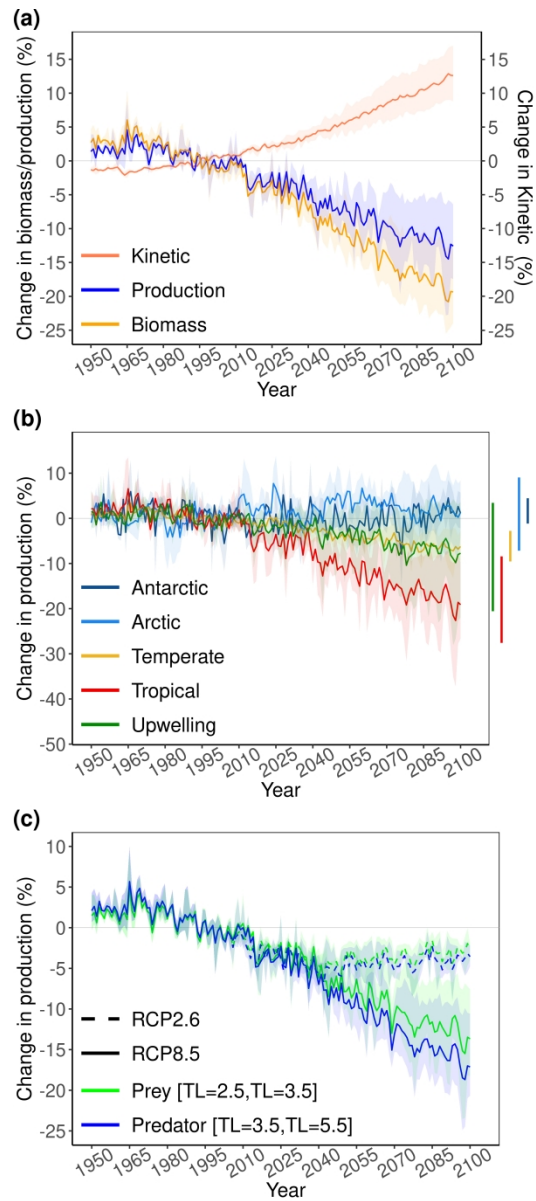 (a)
Change in biomass/production (%)
15
10
5
0
-5
-10
-15
-20
-25
15
10
5
0
-5
-10
-15
-20
-25
Change in Kinetic (%)
Kinetic
Production
Biomass
1950 1965 1980 1995 2010 2025 2040 2055 2070 2085 2100
Year
(b)
Change in production (%)
10
0
-10
-20
-30
-40
-50
Antarctic
Arctic
Temperate
Tropical
Upwelling
1950 1965 1980 1995 2010 2025 2040 2055 2070 2085 2100
Year
(c)
Change in production (%)
10
5
0
-5
-10
-15
-20
-25
RCP2.6
RCP8.5
Prey [TL=2.5,TL=3.5]
Predator [TL=3.5,TL=5.5]
1950 1965 1980 1995 2010 2025 2040 2055 2070 2085 2100
Year